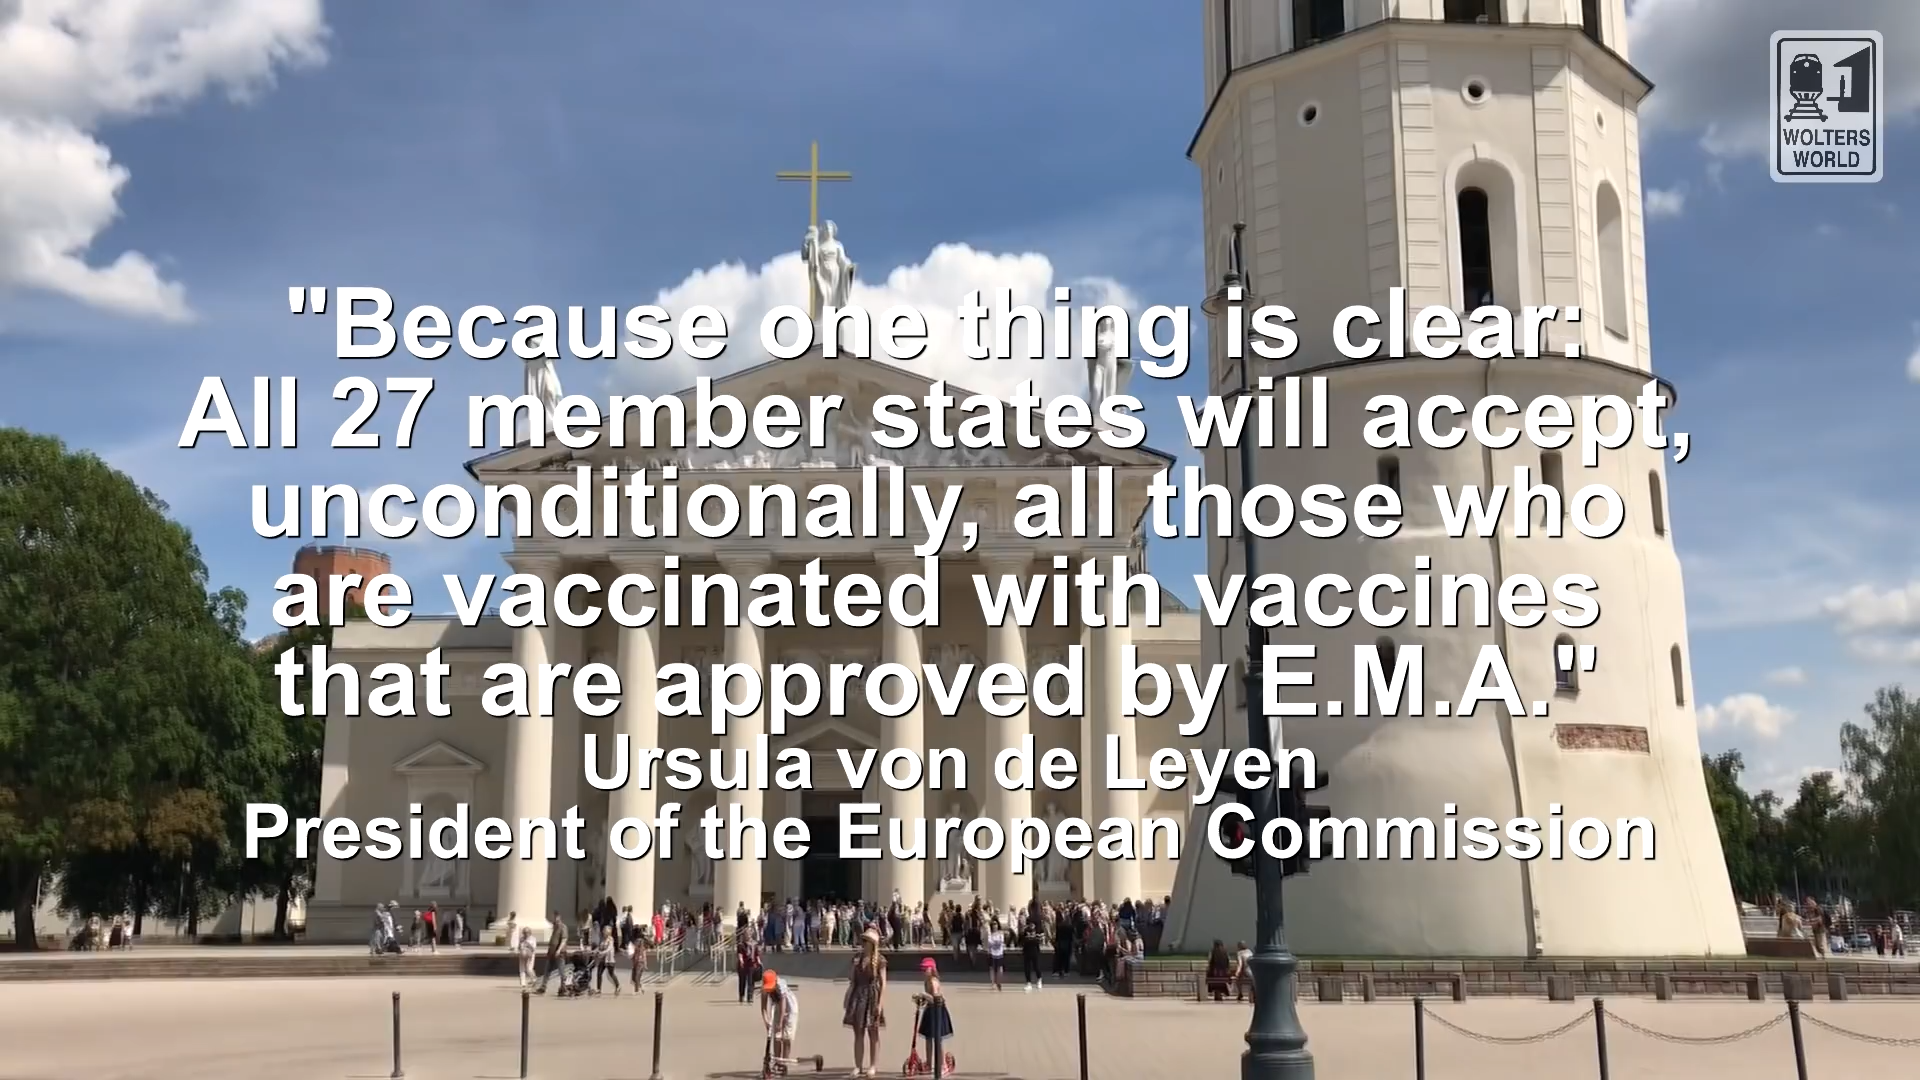 WOLTERS
WORLD
"Because one thing is clear:
All 27 member states will accept,
unconditionally, all those who
are vaccinated with vaccines
that are approved by E.M.A."
Ursula von de Leyen
President of the European Commission